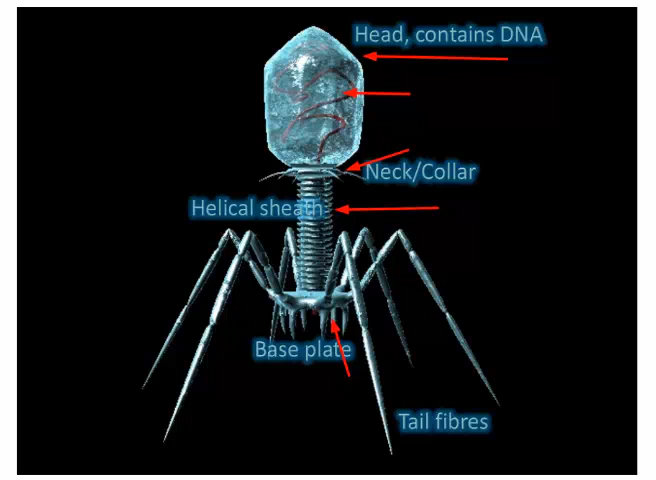 Head, contains DNA
Neck/Collar
Helical sheath
Base plate
Tail fibres